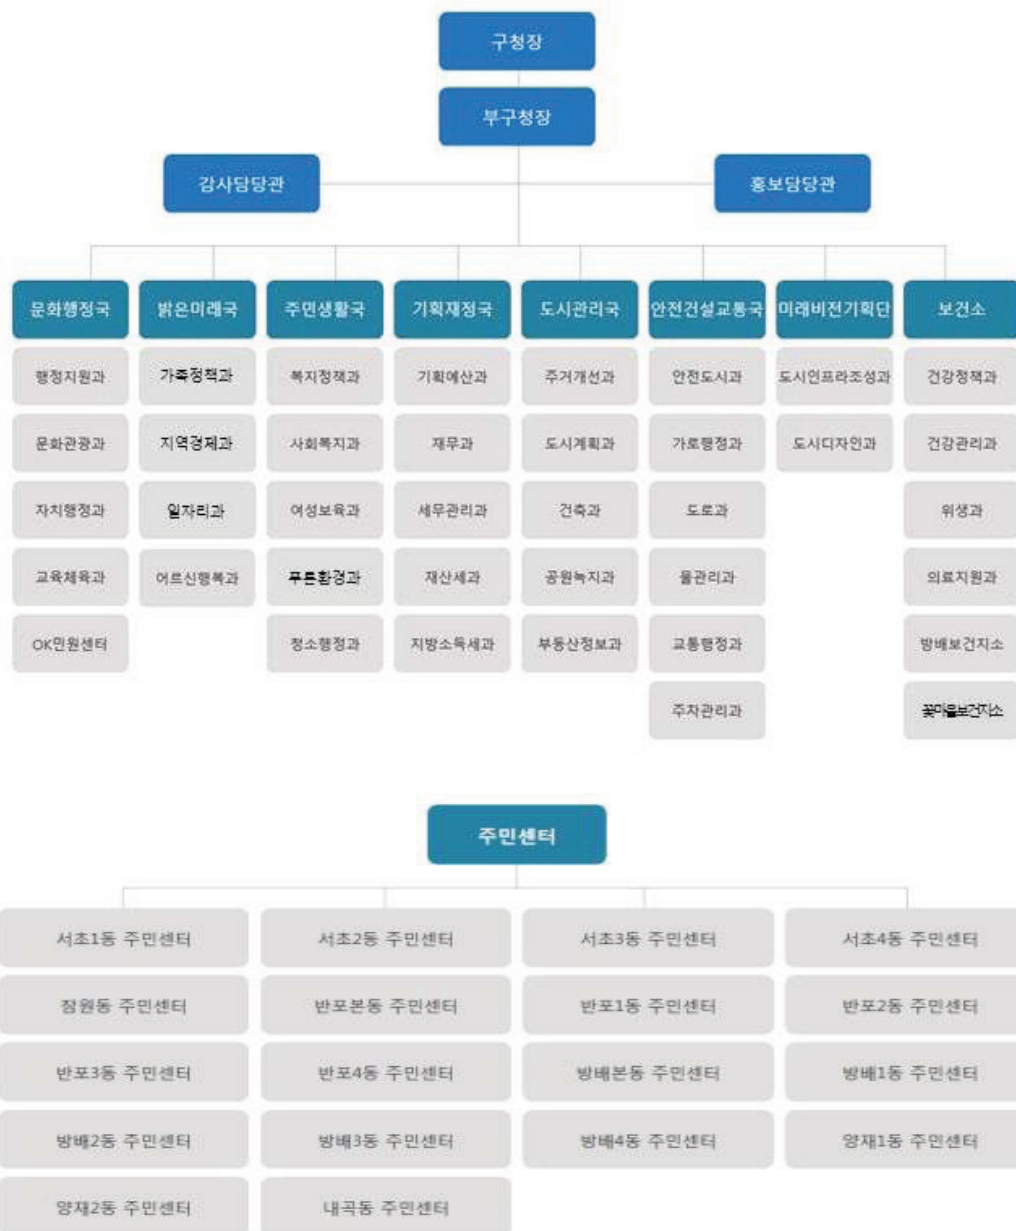 구청장
부구청장
감사담당관 홍보담당관
문화행정국 밝은미래국 주민생활국 기획재정국 도시관리국 안전건설교통국 미래비전기획단 보건소
행정지원과 가족정책과 복지정책과 기획예산과 주거개선과 안전도시과 도시인프라조성과 건강정책과
문화관광과 지역경제과 사회복지과 재무과 도시계획과 가로행정과 도시디자인과 건강관리과
자치행정과 일자리과 여성보육과 세무관리과 건축과 도로과 위생과
교육체육과 어르신행복과 푸른환경과 재산세과 공원녹지과 물관리과 의료지원과
OK민원센터 청소행정과 지방소득세과 부동산정보과 교통행정과 방배보건지소
주차관리과 꽃마을보건지소
주민센터
서초1동 주민센터 서초2동 주민센터 서초3동 주민센터 서초4동 주민센터
잠원동 주민센터 반포본동 주민센터 반포1동 주민센터 반포2동 주민센터
반포3동 주민센터 반포4동 주민센터 방배본동 주민센터 방배1동 주민센터
방배2동 주민센터 방배3동 주민센터 방배4동 주민센터 양재1동 주민센터
양재2동 주민센터 내곡동 주민센터